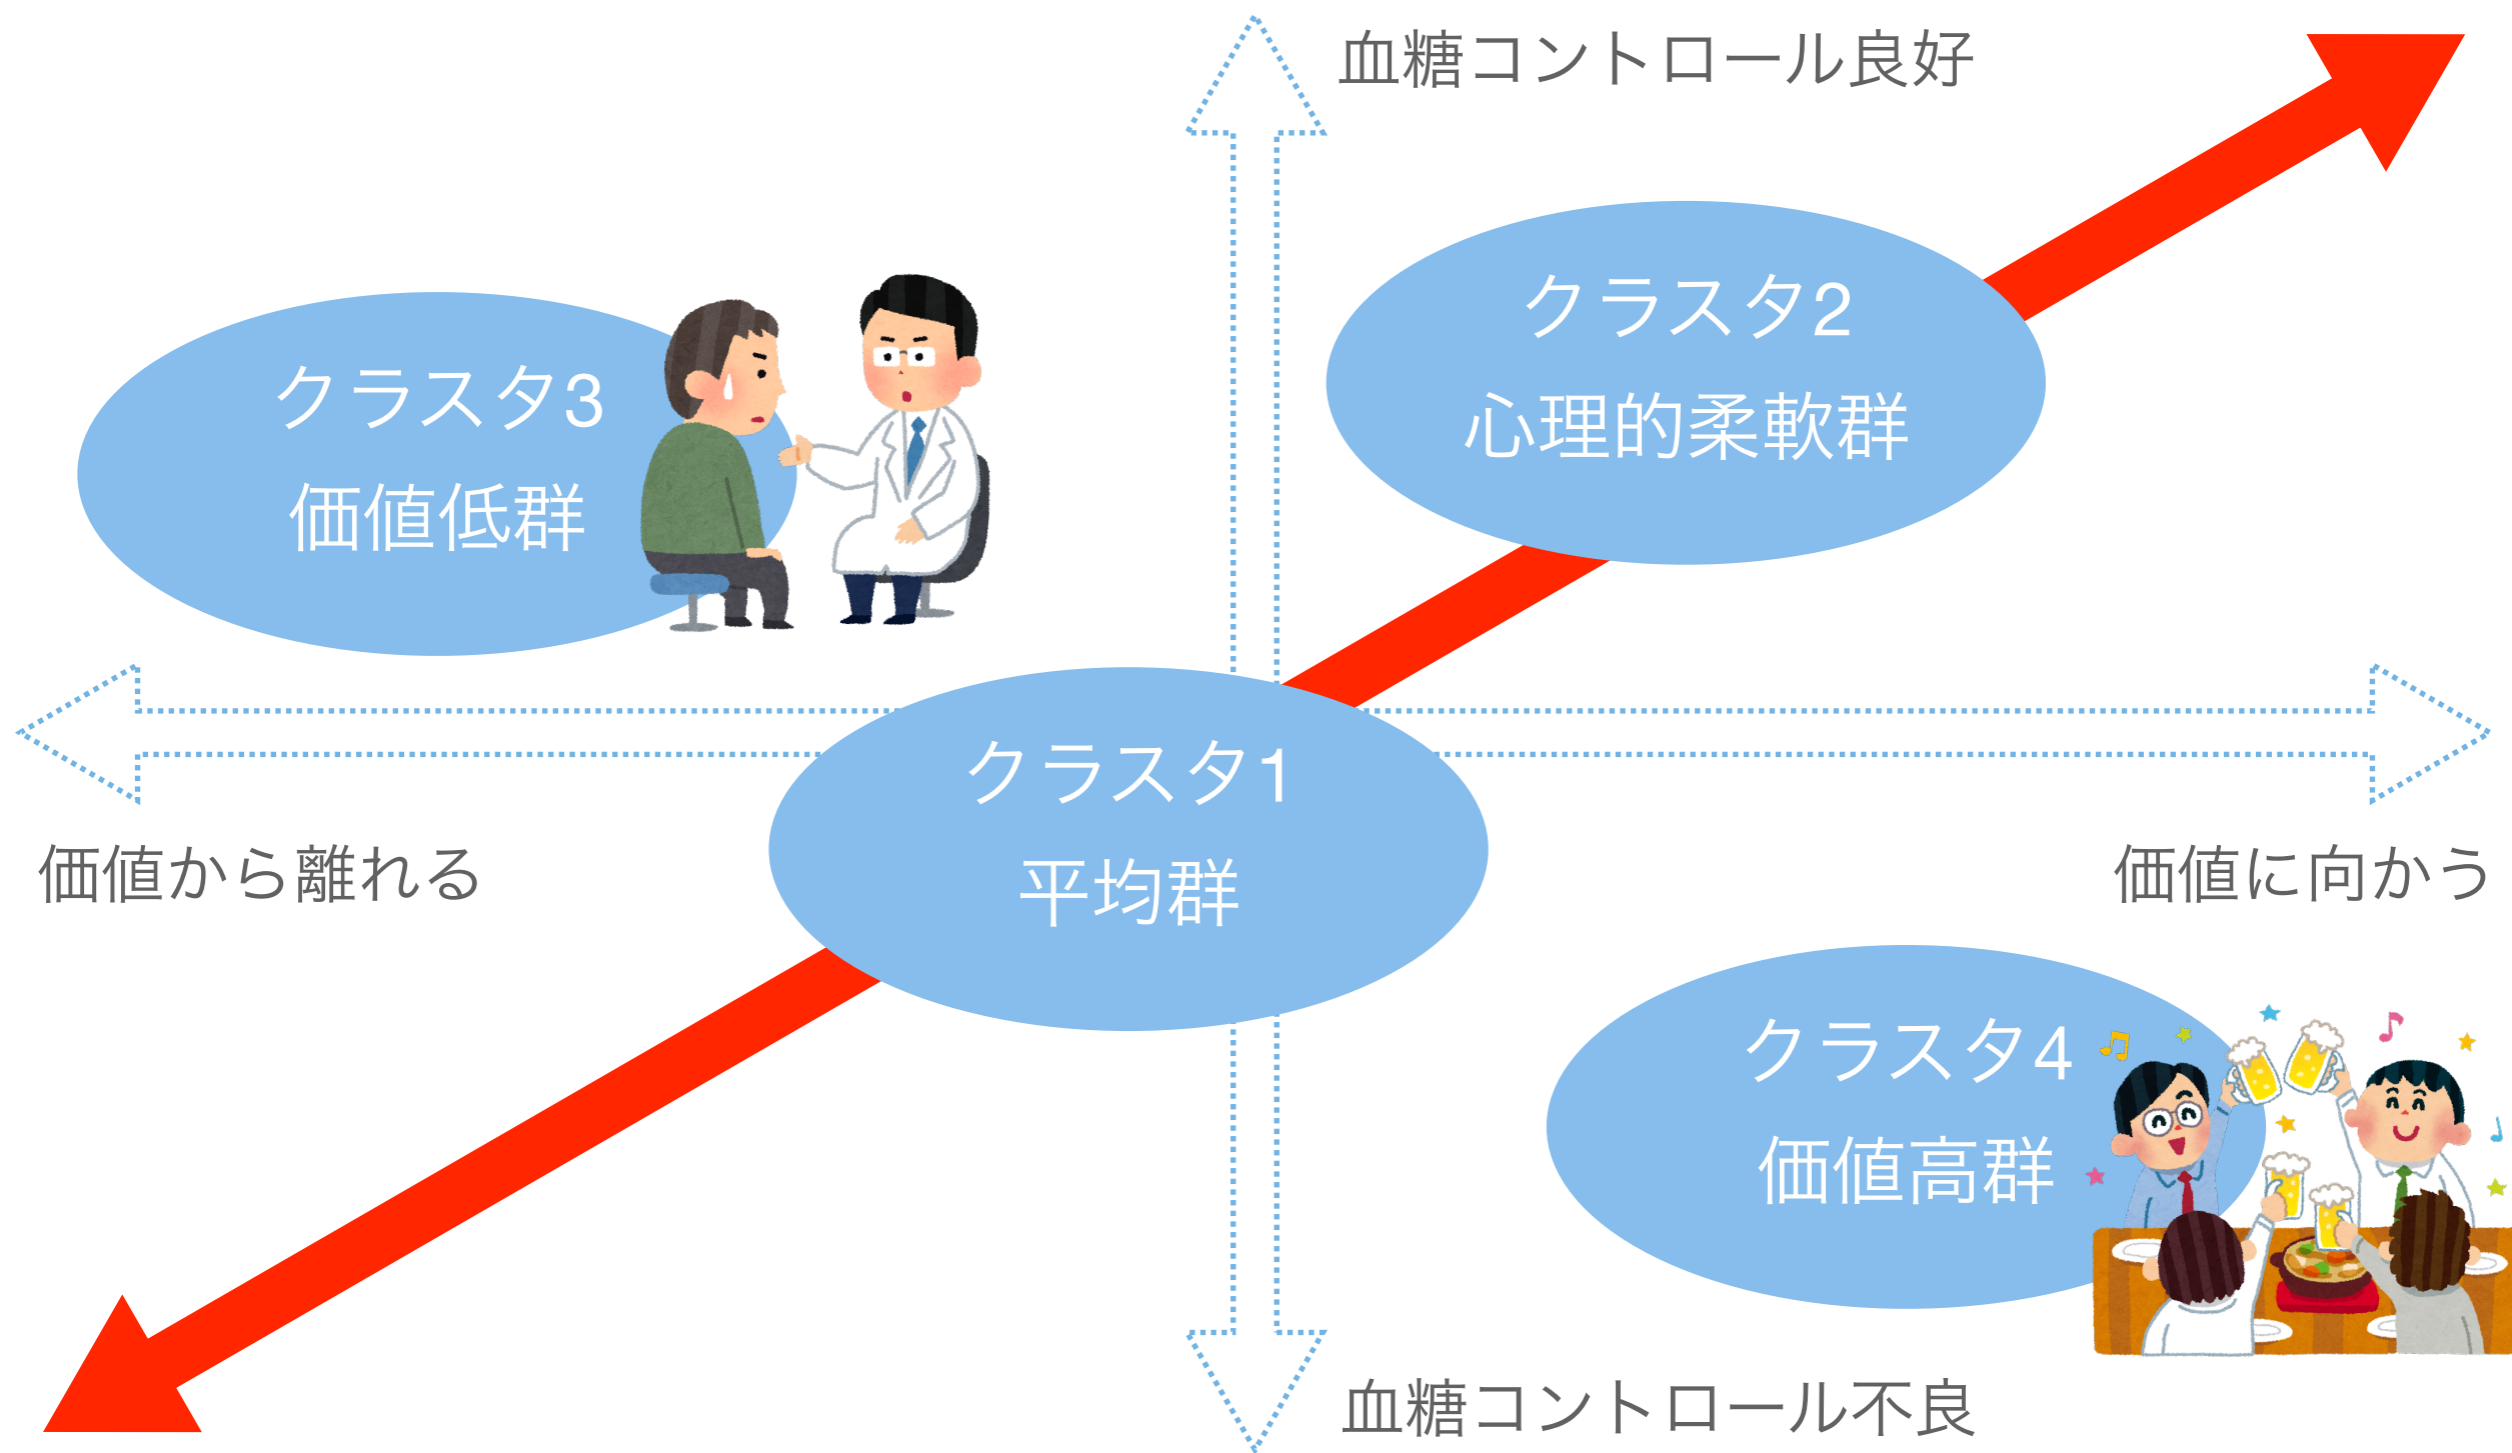 血糖コントロール良好
クラスタ2
心理的柔軟群
クラスタ3
価値低群
クラスタ1
平均群
価値から離れる
価値に向かう
クラスタ4
価値高群
血糖コントロール不良